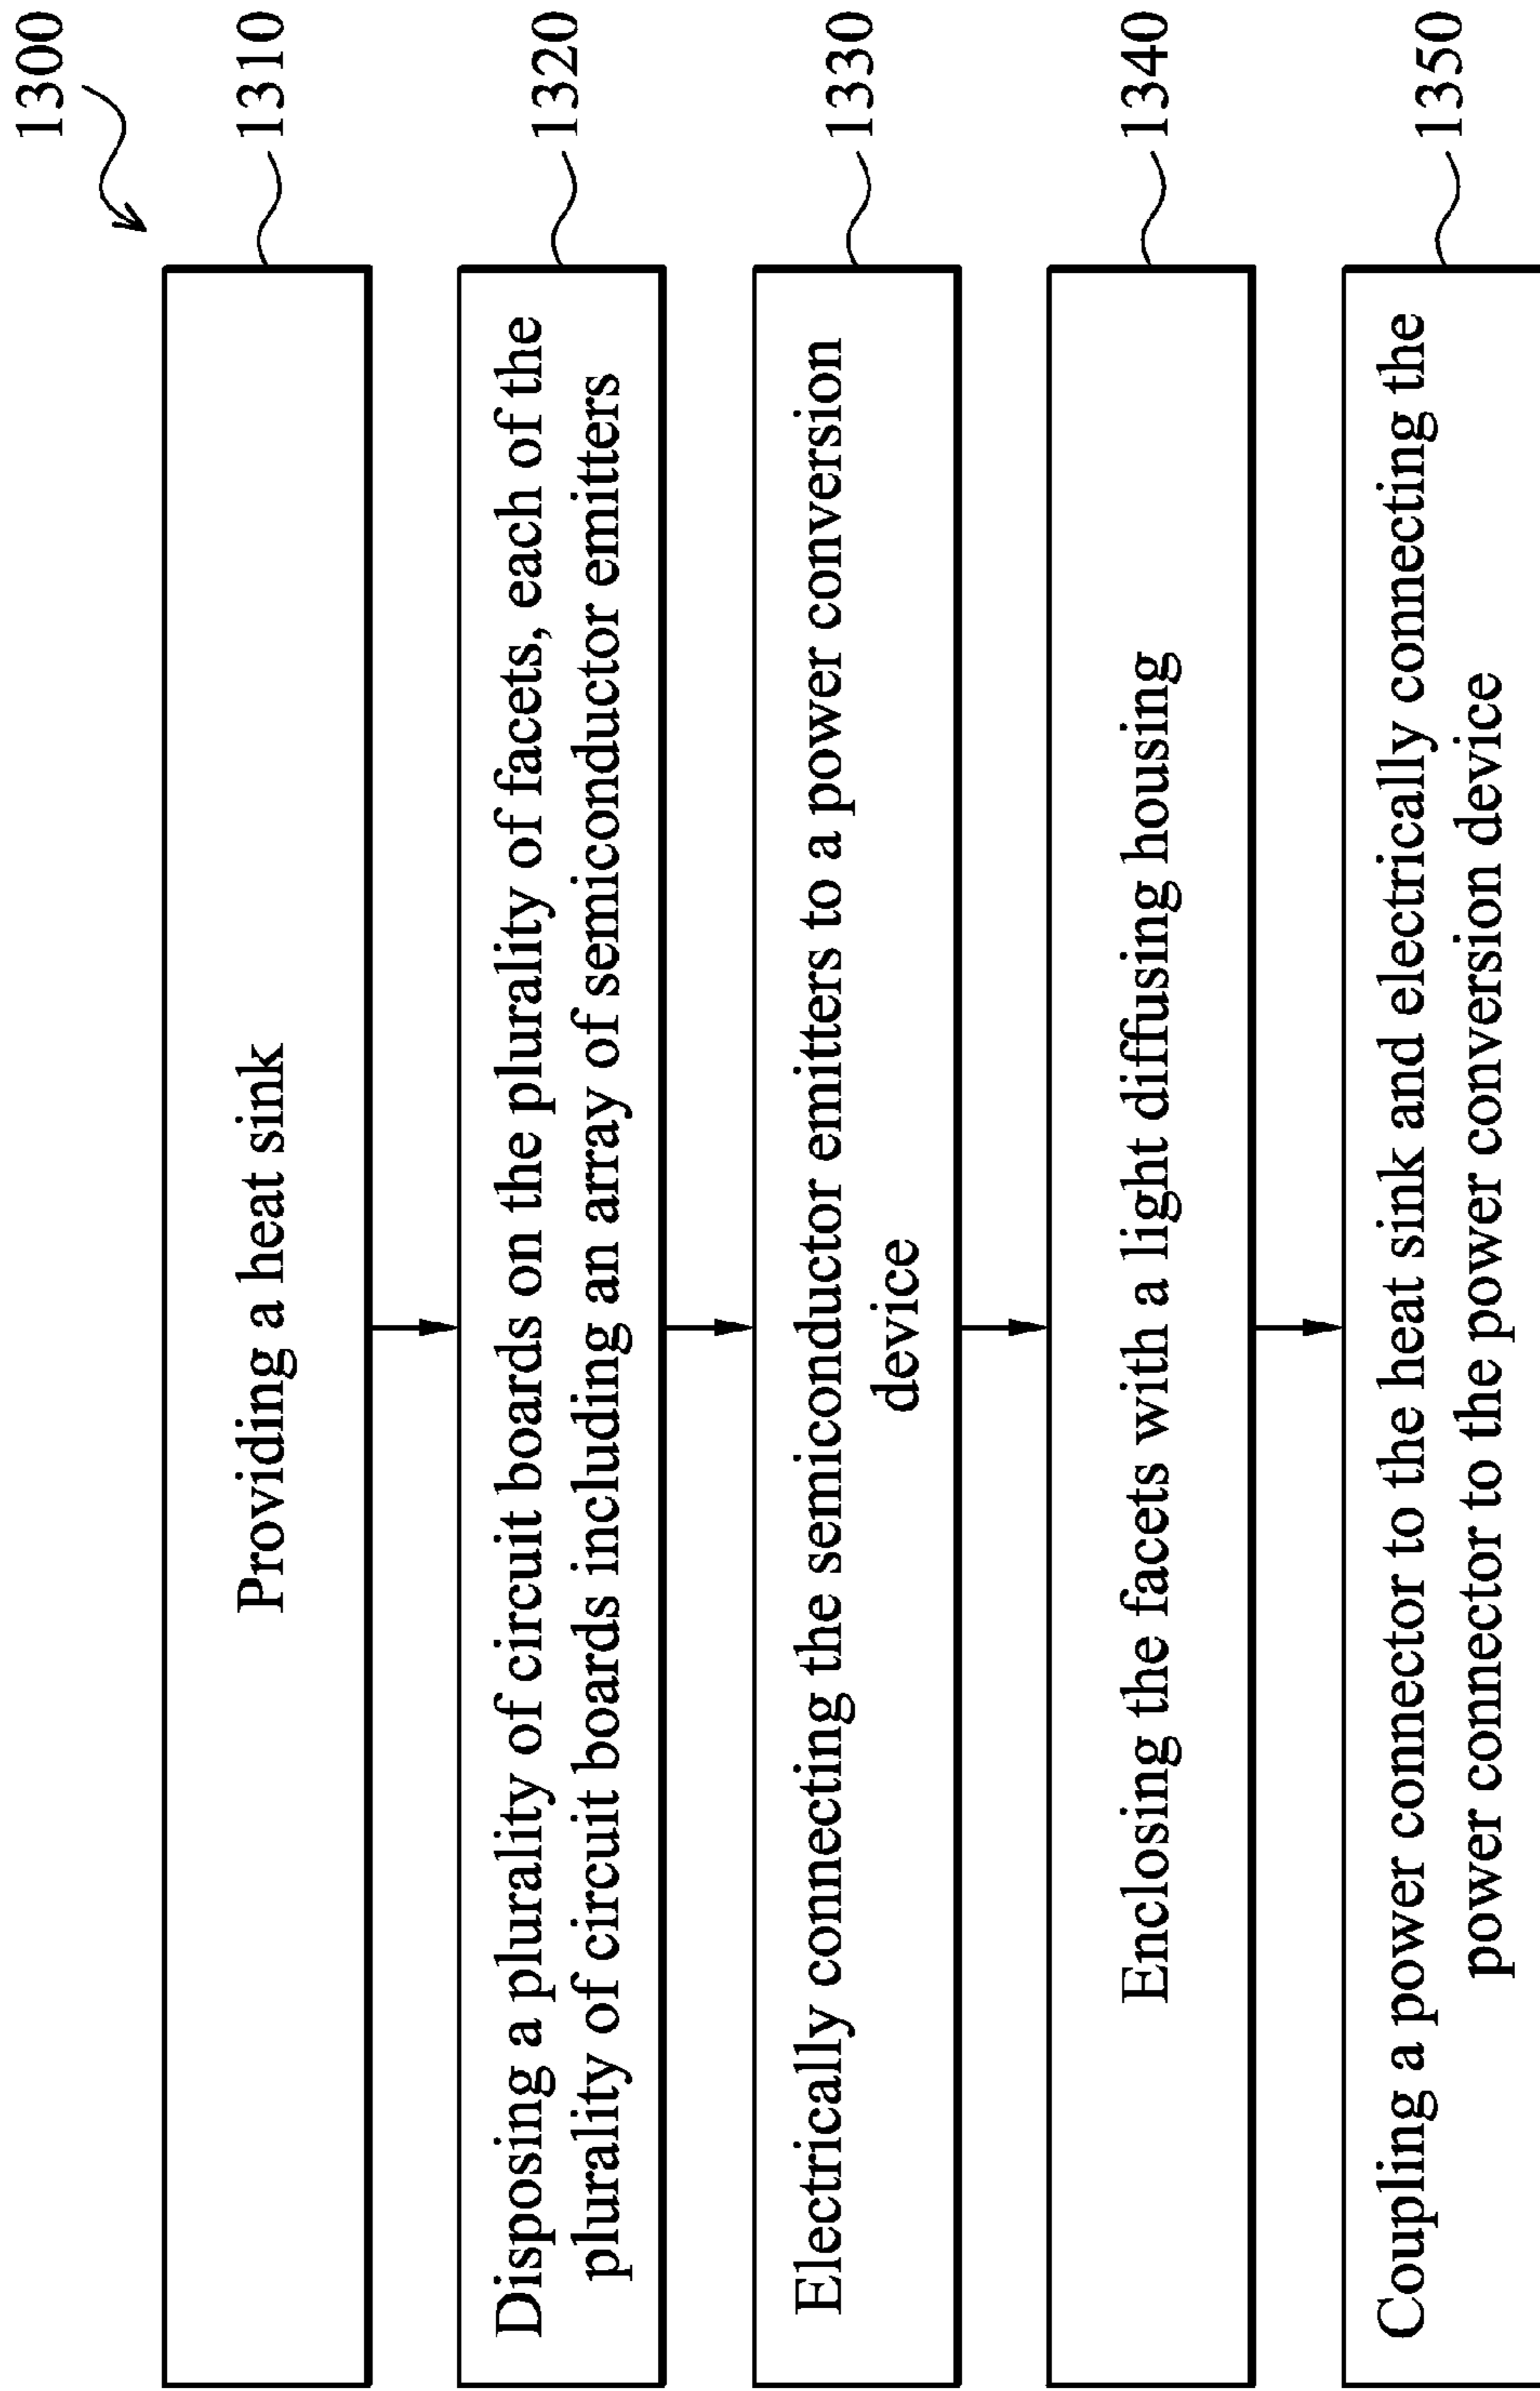 1300
Providing a heat sink
1310
Disposing a plurality of circuit boards on the plurality of facets, each of the
plurality of circuit boards including an array of semiconductor emitters
1320
Electrically connecting the semiconductor emitters to a power conversion
device
1330
Enclosing the facets with a light diffusing housing
1340
Coupling a power connector to the heat sink and electrically connecting the
power connector to the power conversion device
1350